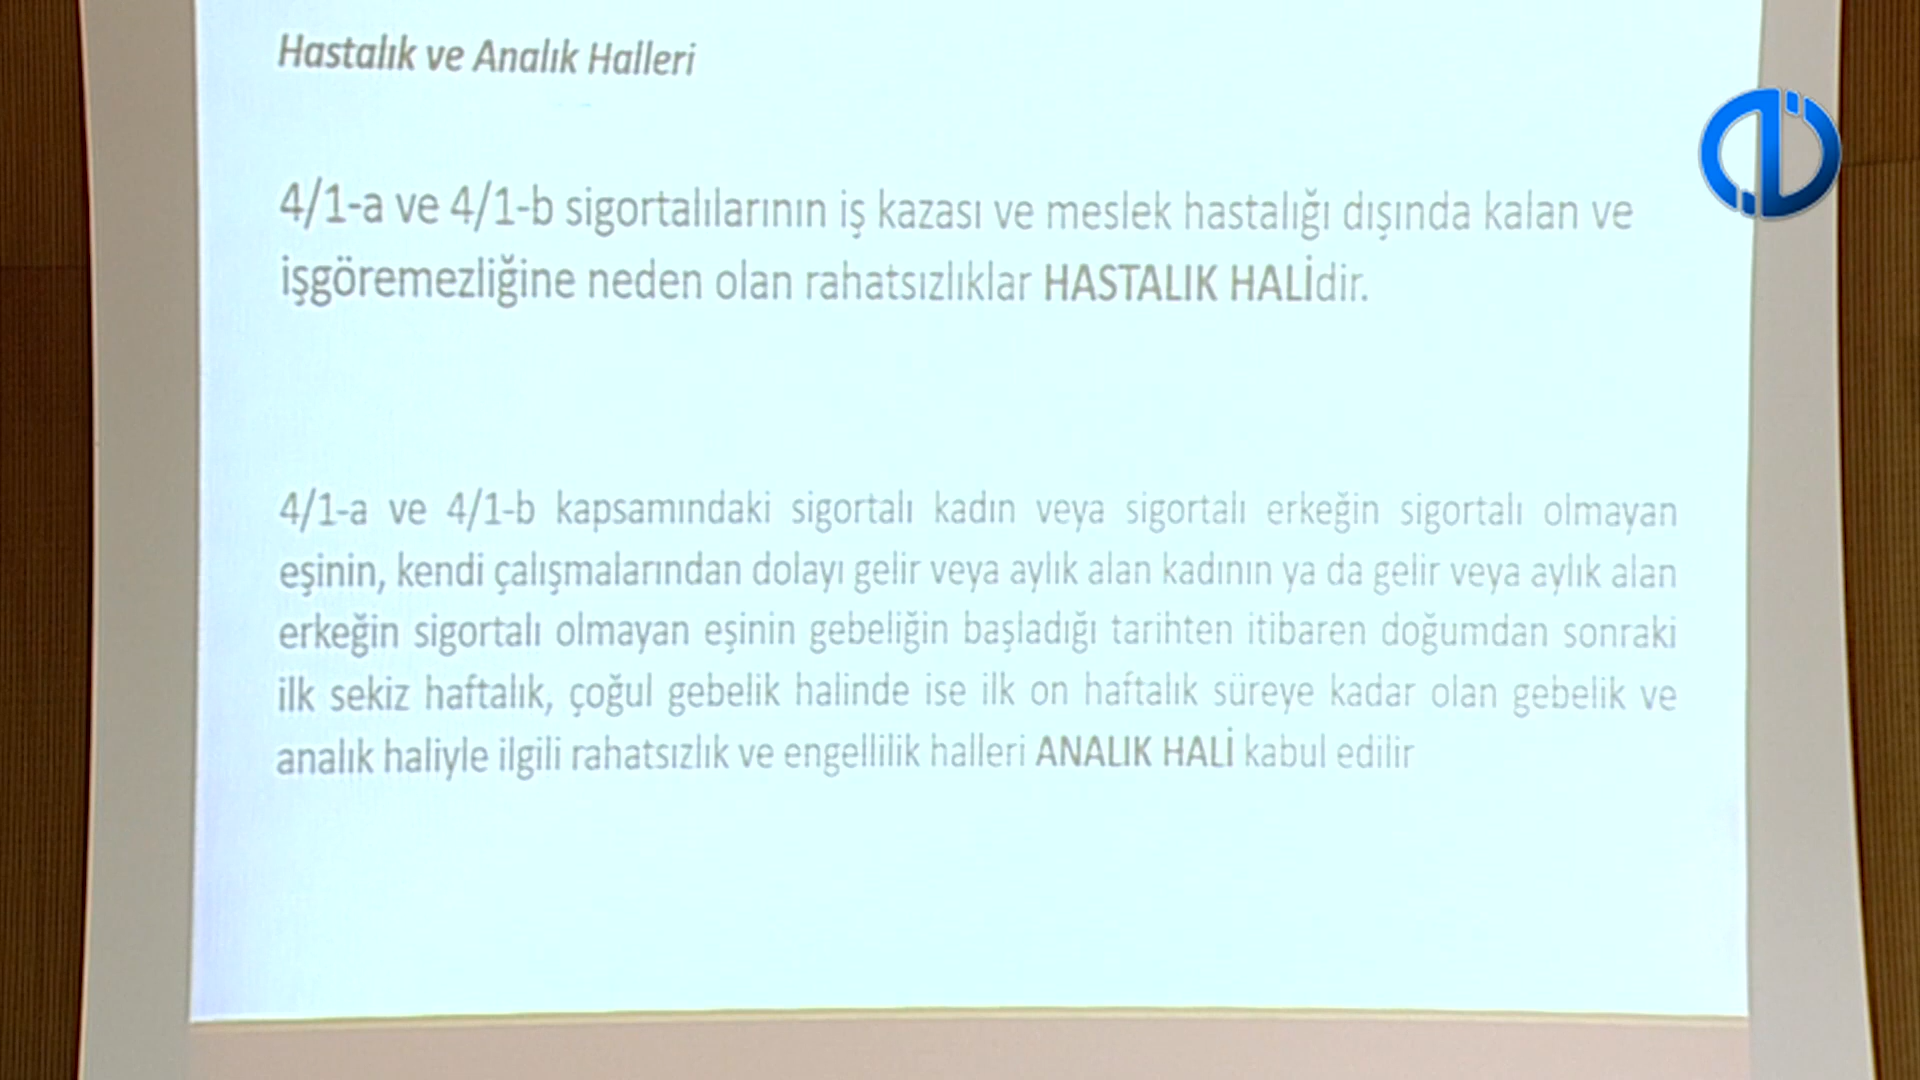 Hastalık ve Analık Halleri
4/1-a ve 4/1-b sigortalılarının iş kazası ve meslek hastalığı dışında kalan ve
işgöremezliğine neden olan rahatsızlıklar HASTALIK HALİdir.
4/1-a ve 4/1-b kapsamındaki sigortalı kadın veya sigortalı erkeğin sigortalı olmayan
eşinin, kendi çalışmalarından dolayı gelir veya aylık alan kadının ya da gelir veya aylık alan
erkeğin sigortalı olmayan eşinin gebeliğin başladığı tarihten itibaren doğumdan sonraki
ilk sekiz haftalık, çoğul gebelik halinde ise ilk on haftalık süreye kadar olan gebelik ve
analık haliyle ilgili rahatsızlık ve engellilik halleri ANALIK HALİ kabul edilir